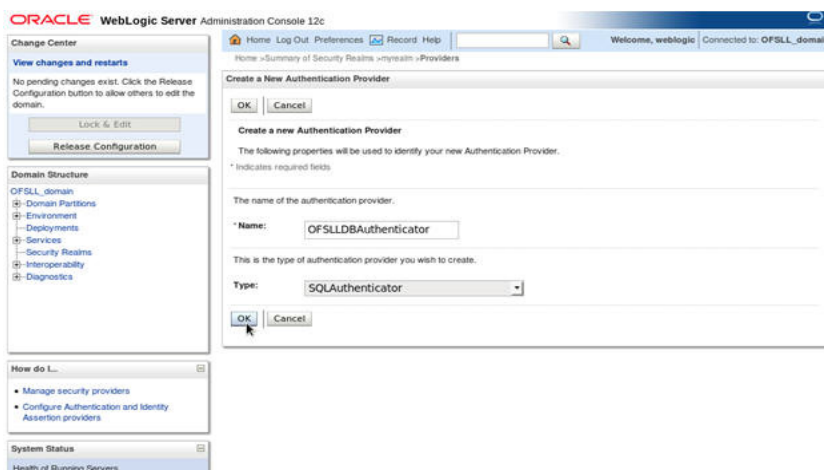 ORACLE WebLogic Server Administration Console 12c
Change Center
View changes and restarts
No pending changes exist. Click the Release
Configuration button to allow others to edit the
domain.
Lock & Edit
Release Configuration
Domain Structure
OFSLL_domain
Domain Partitions
Environment
Deployments
Services
Security Realms
Interoperability
Diagnostics
How do I...
Manage security providers
Configure Authentication and Identity
Assertion providers
System Status
Health of Running Servers
Home Log Out Preferences Record Help
Welcome, weblogic Connected to: OFSLL_domai
Home >Summary of Security Realms >myrealm >Providers
Create a New Authentication Provider
OK Cancel
Create a new Authentication Provider
The following properties will be used to identify your new Authentication Provider.
* Indicates required fields
The name of the authentication provider.
* Name: OFSLLDBAuthenticator
This is the type of authentication provider you wish to create.
Type: SQLAuthenticator
OK Cancel